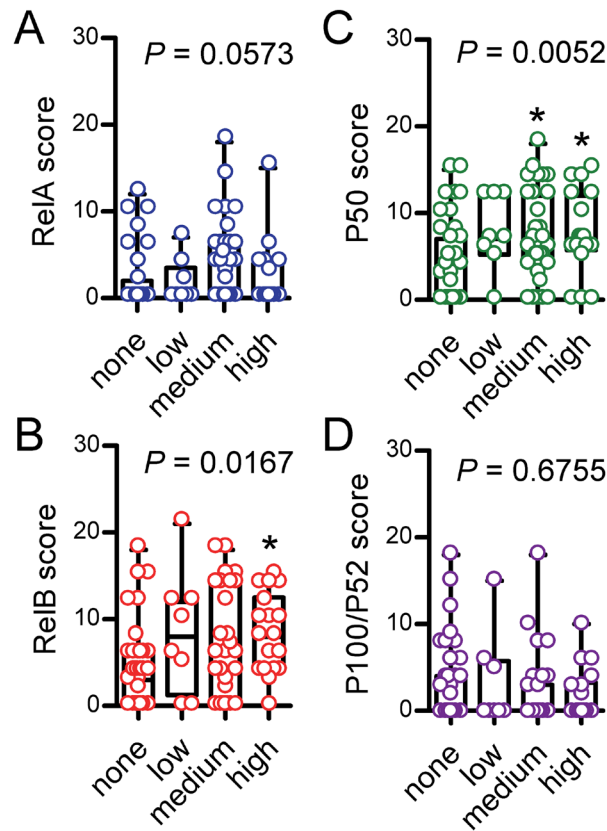 A
P = 0.0573
RelA score
30
20
10
0
none
low
medium
high
C
P = 0.0052
P50 score
30
20
10
0
*
*
none
low
medium
high
B
P = 0.0167
RelB score
30
20
10
0
*
none
low
medium
high
D
P = 0.6755
P100/P52 score
30
20
10
0
none
low
medium
high